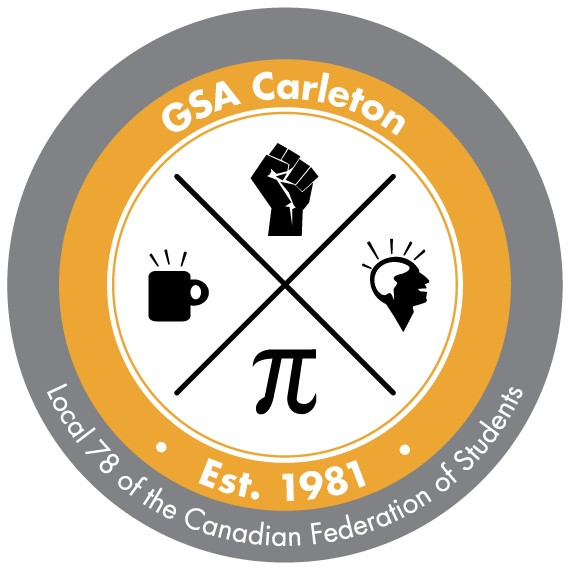 GSA Carleton
π
• Est. 1981 •
Local 78 of the Canadian Federation of Students